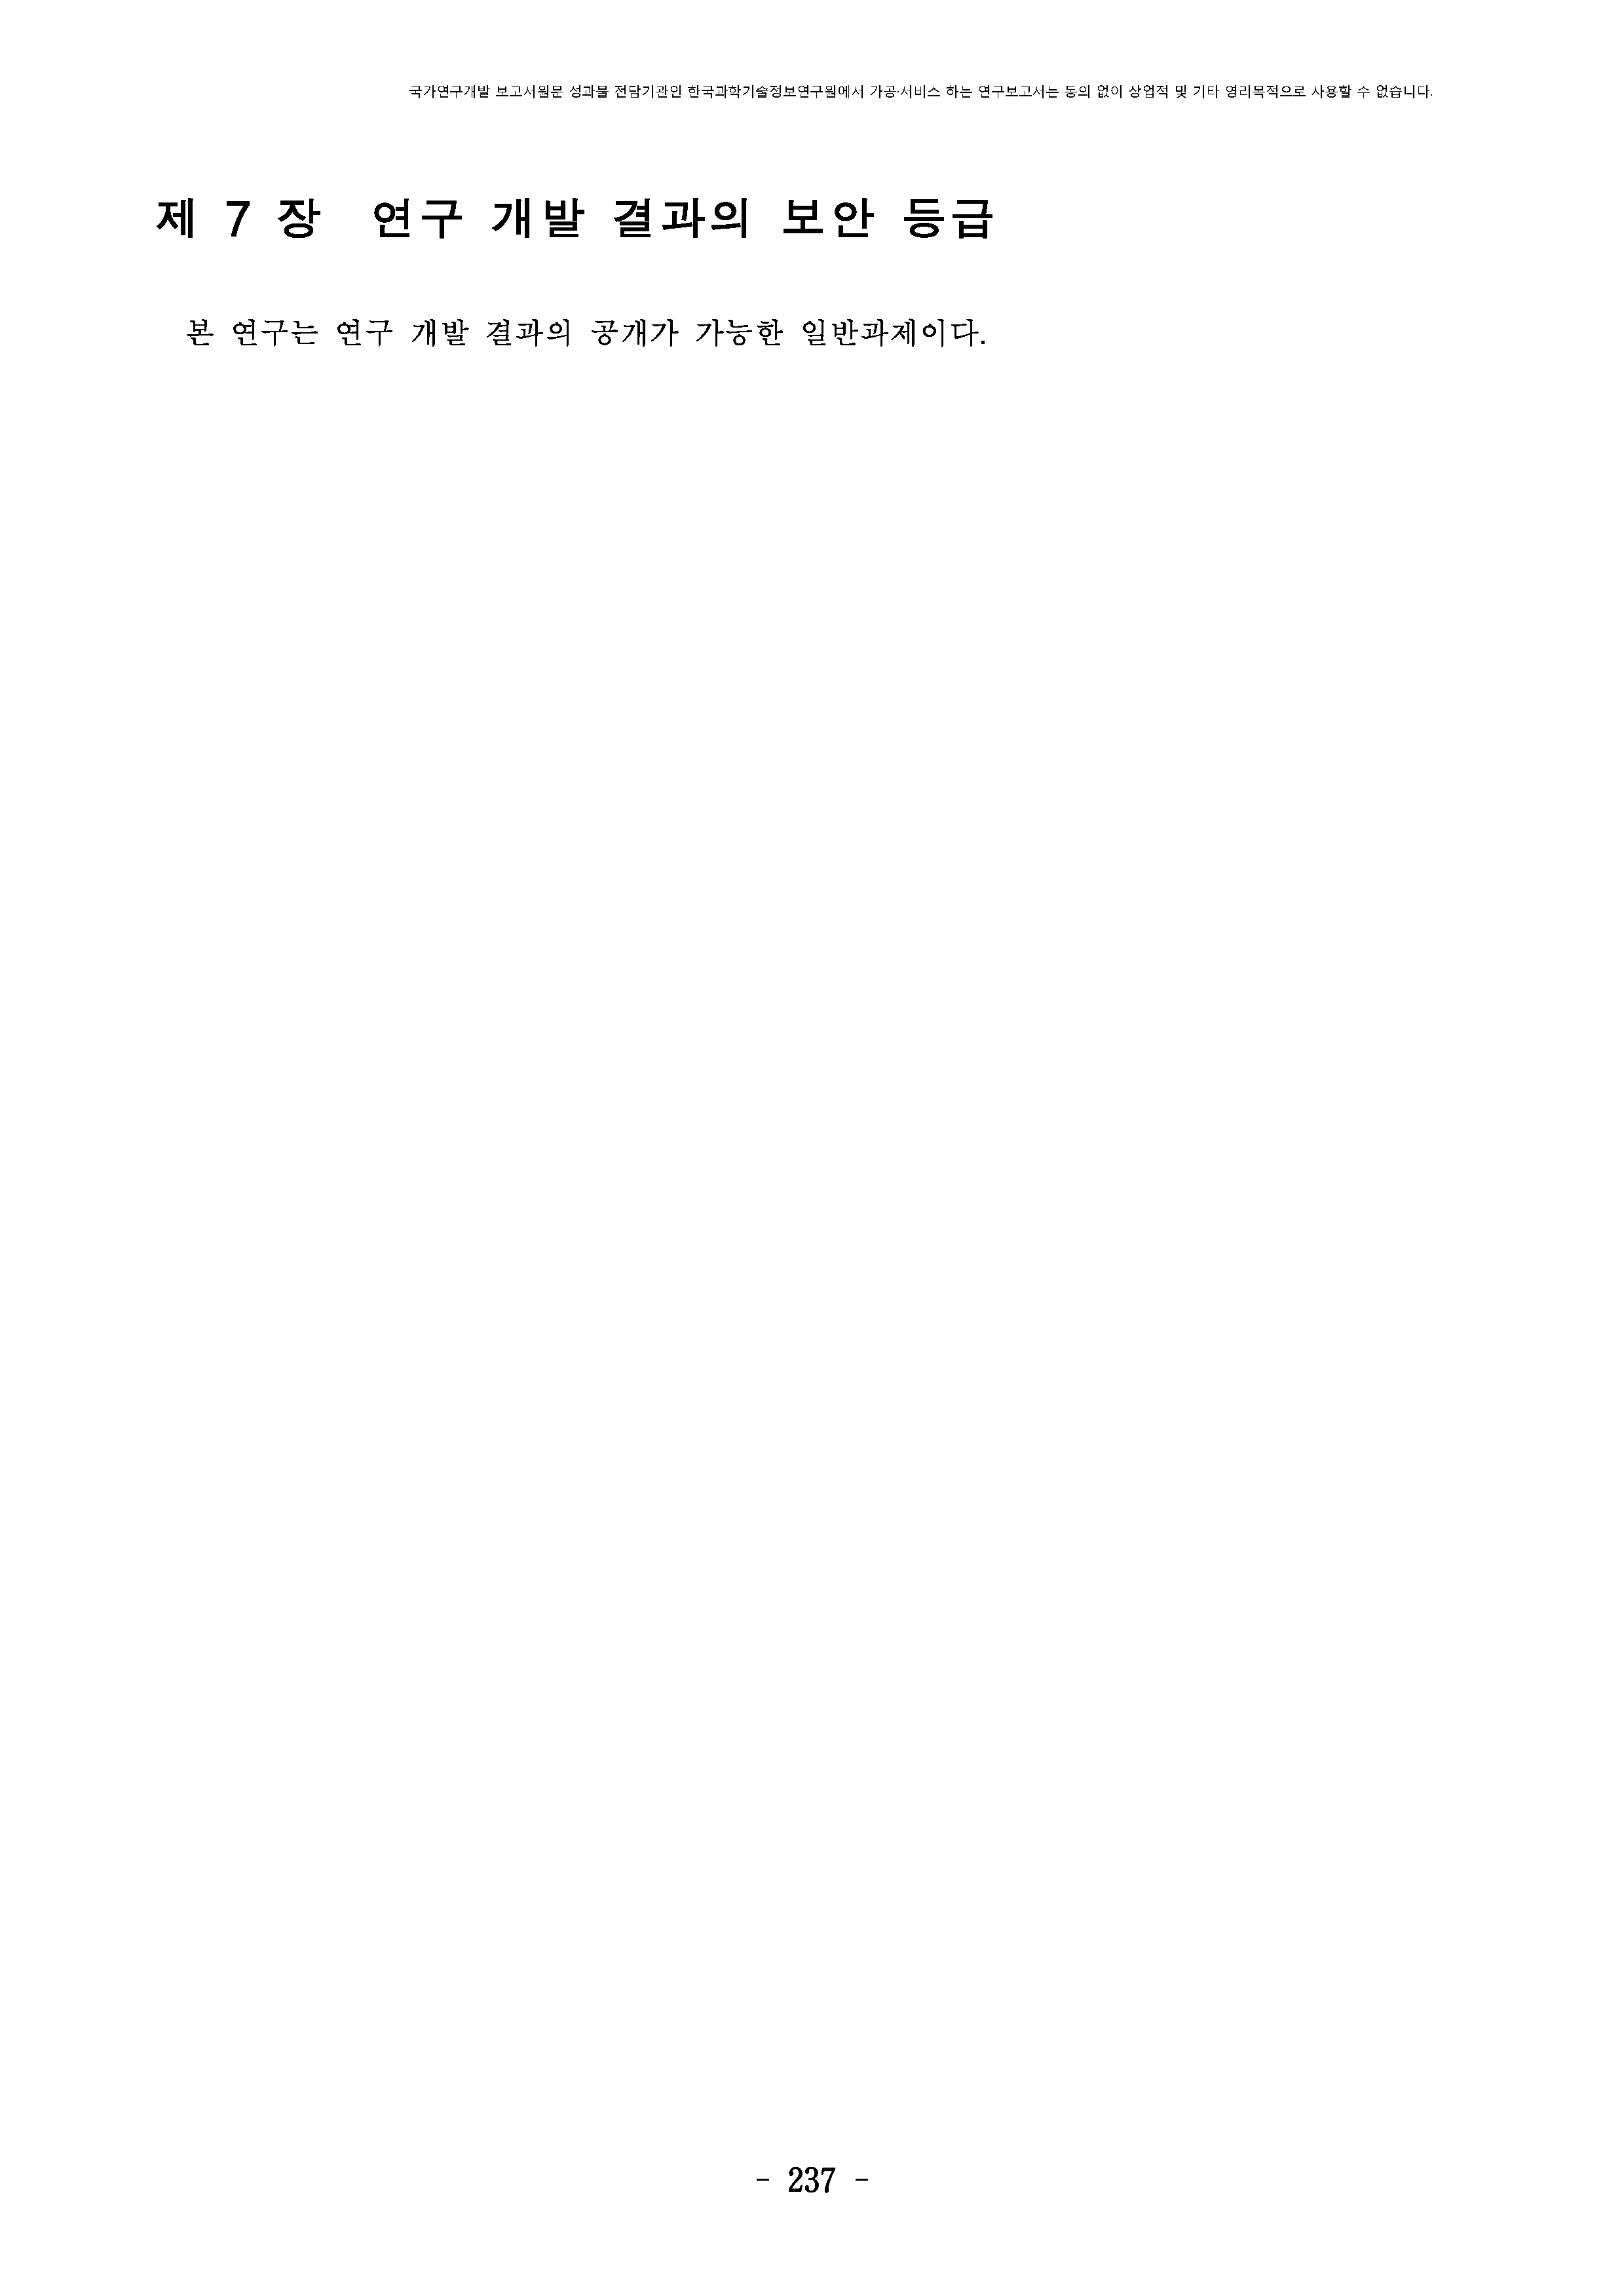 국가연구개발 보고서원문 성과물 전담기관인 한국과학기술정보연구원에서 가공·서비스 하는 연구보고서는 동의 없이 상업적 및 기타 영리목적으로 사용할 수 없습니다.
제 7 장 연구 개발 결과의 보안 등급
본 연구는 연구 개발 결과의 공개가 가능한 일반과제이다.
- 237 -